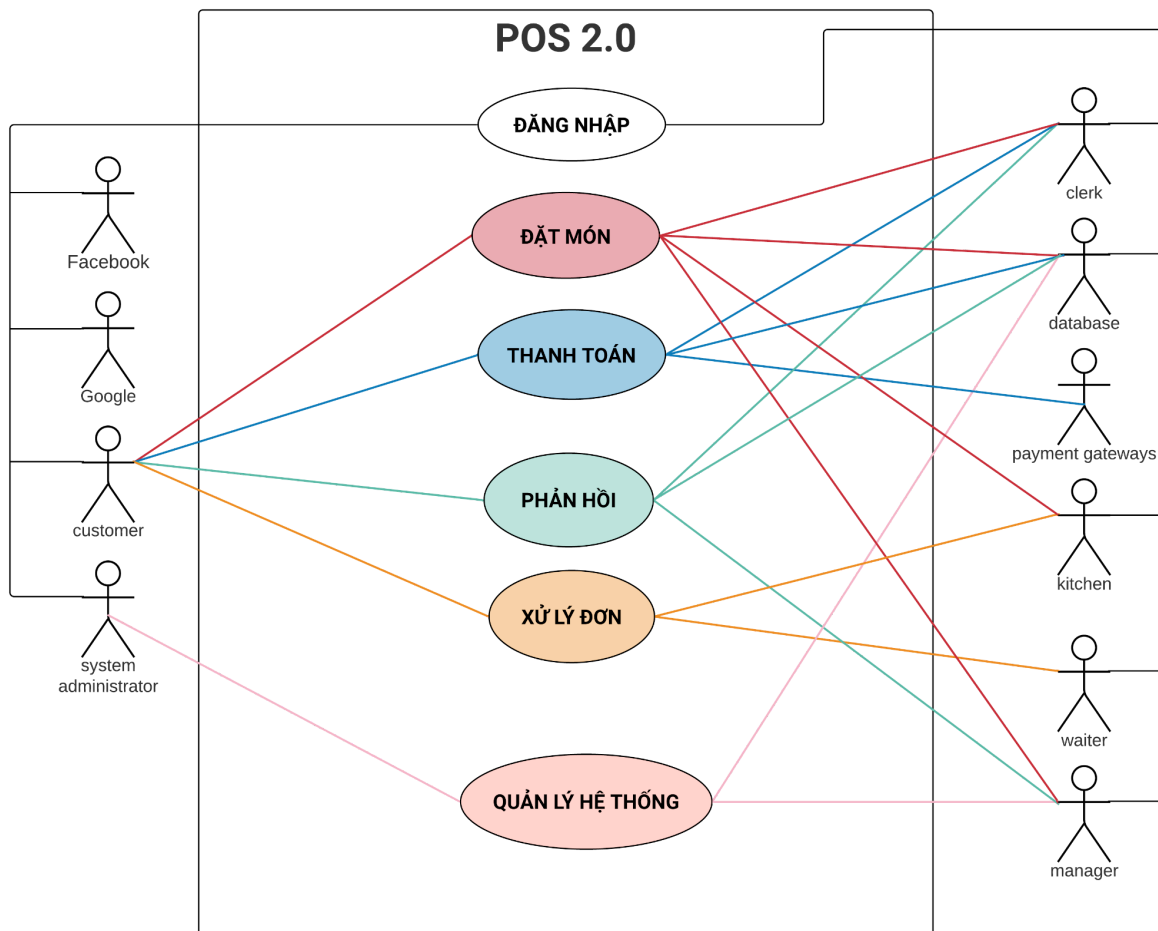 POS 2.0
ĐĂNG NHẬP
ĐẶT MÓN
THANH TOÁN
PHẢN HỒI
XỬ LÝ ĐƠN
QUẢN LÝ HỆ THỐNG
Facebook
Google
customer
system
administrator
clerk
database
payment gateways
kitchen
waiter
manager